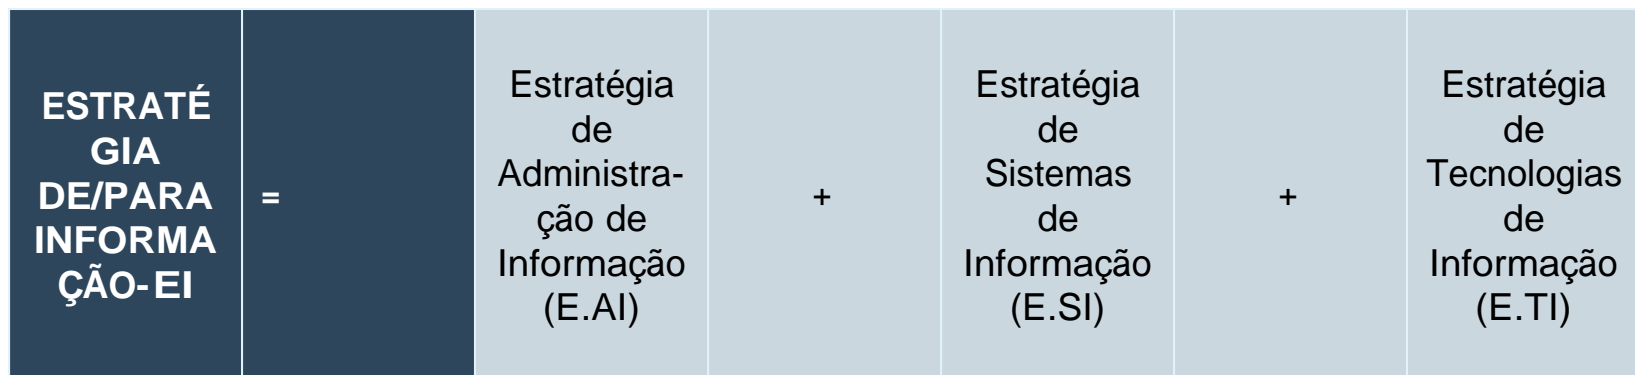 ESTRATÉ
GIA
DE/PARA
INFORMA
ÇÃO-EI
=
Estratégia
de
Administra-
ção de
Informação
(E.AI)
+
Estratégia
de
Sistemas
de
Informação
(E.SI)
+
Estratégia
de
Tecnologias
de
Informação
(E.TI)